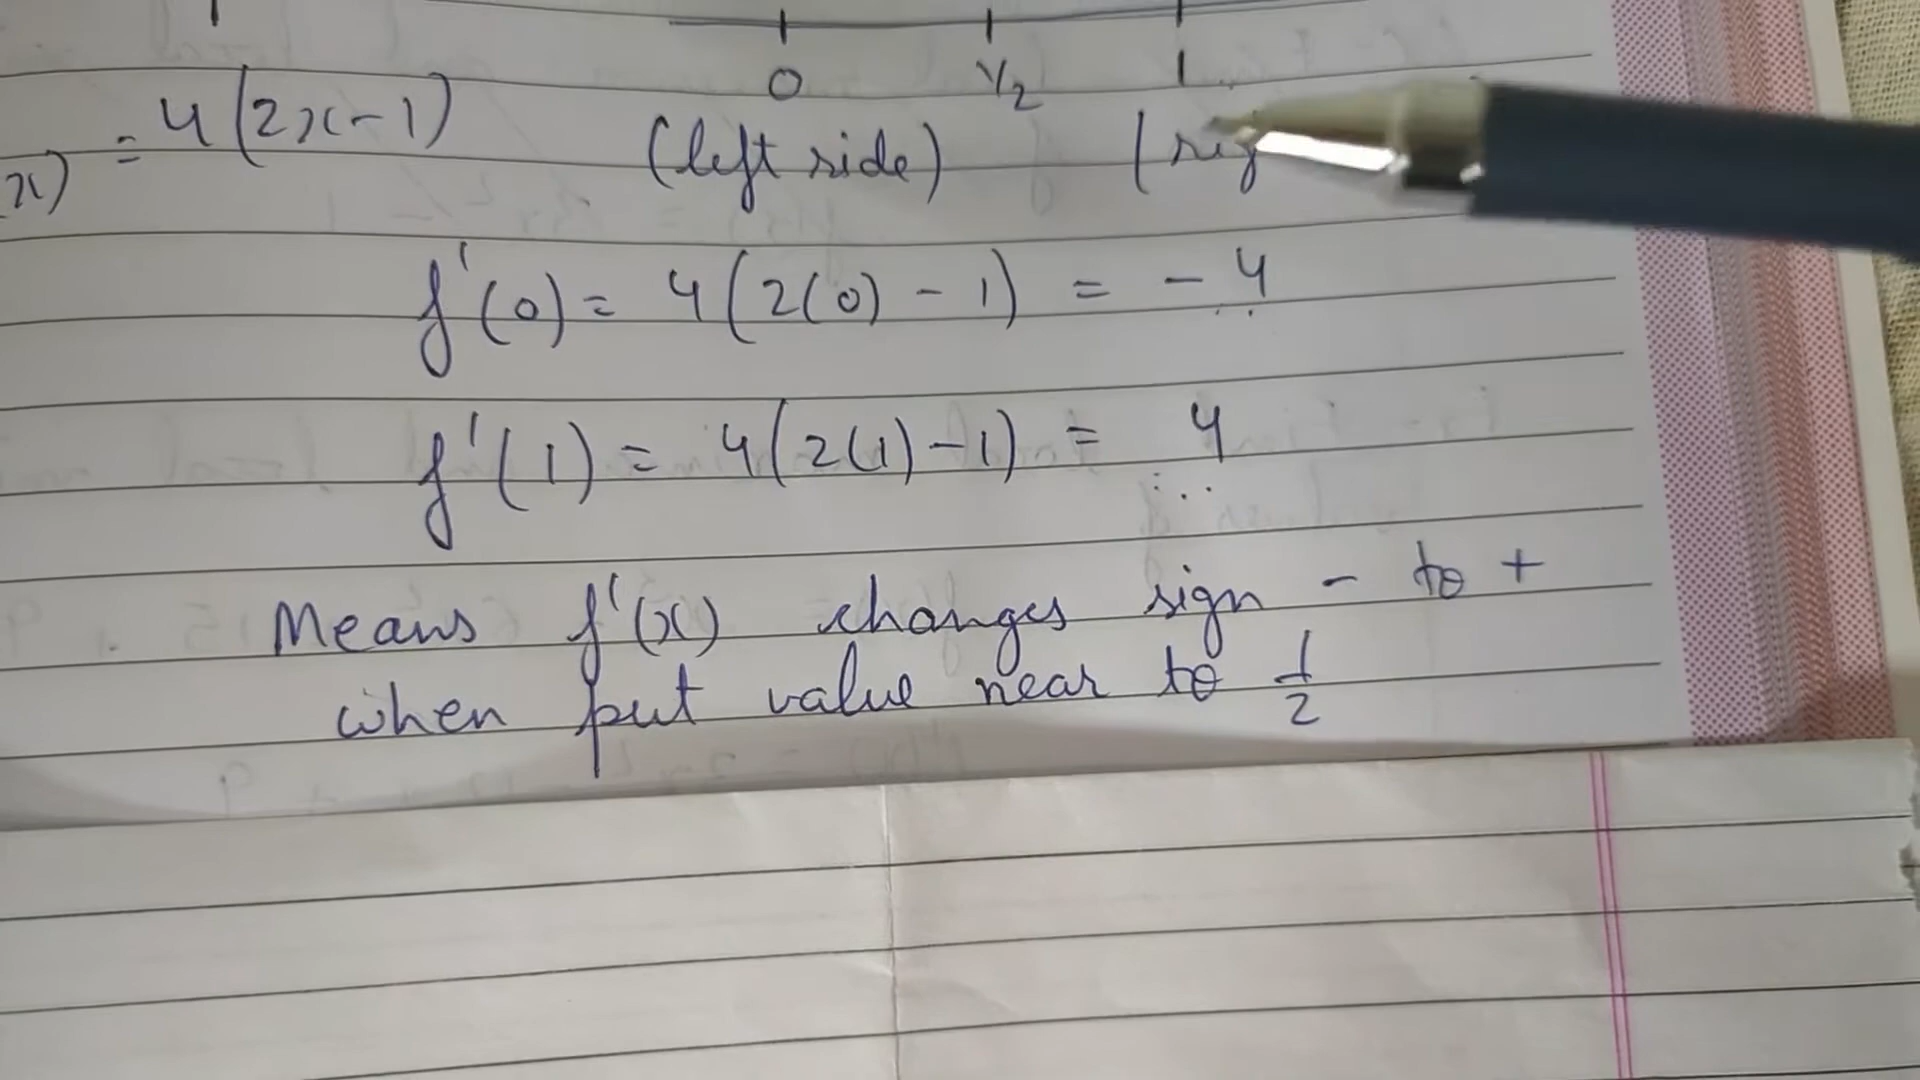 0 1/2 1
x) = 4(2x-1)
(left side)
f'(0) = 4(2(0) - 1) = - 4
f'(1) = 4(2(1) - 1) = 4
Means f'(x) changes sign - to +
when put value near to 1/2